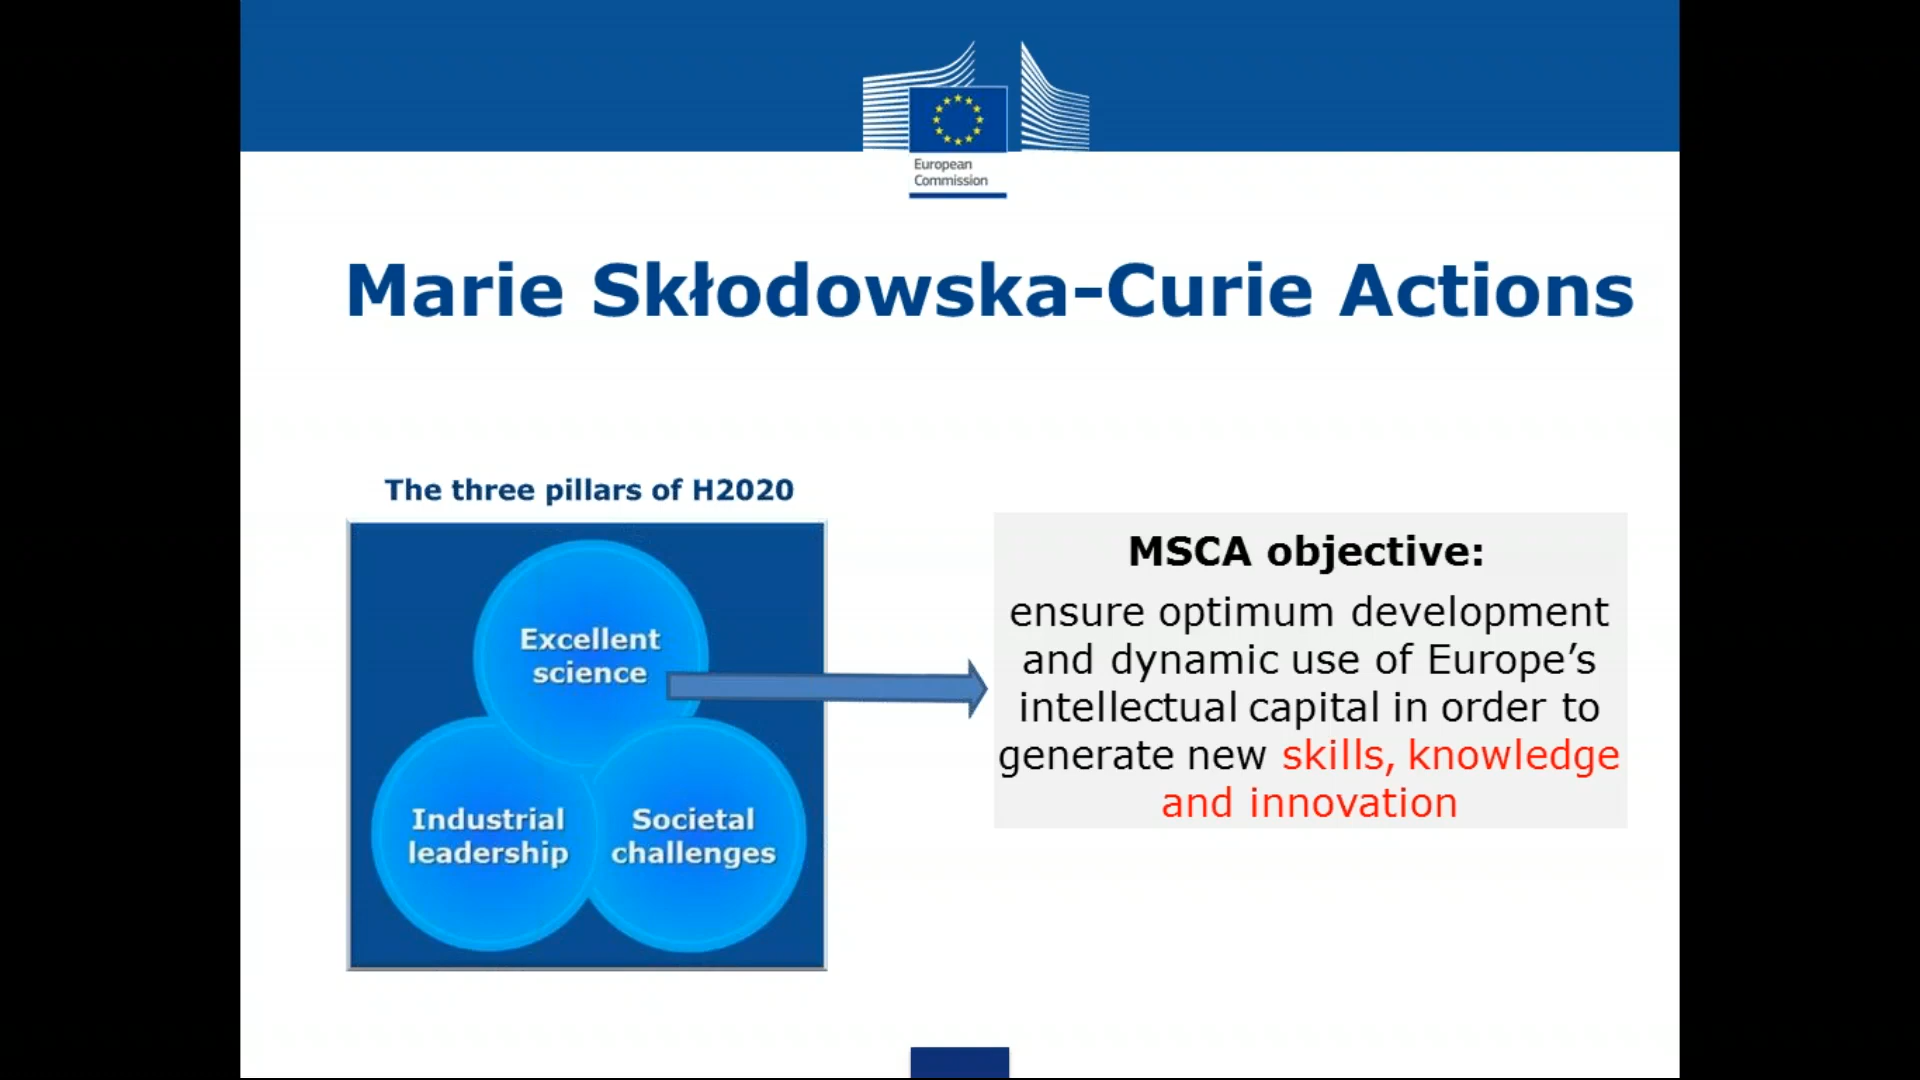 European
Commission
Marie Skłodowska-Curie Actions
The three pillars of H2020
Excellent
science
Industrial
leadership
Societal
challenges
MSCA objective:
ensure optimum development
and dynamic use of Europe’s
intellectual capital in order to
generate new skills, knowledge
and innovation